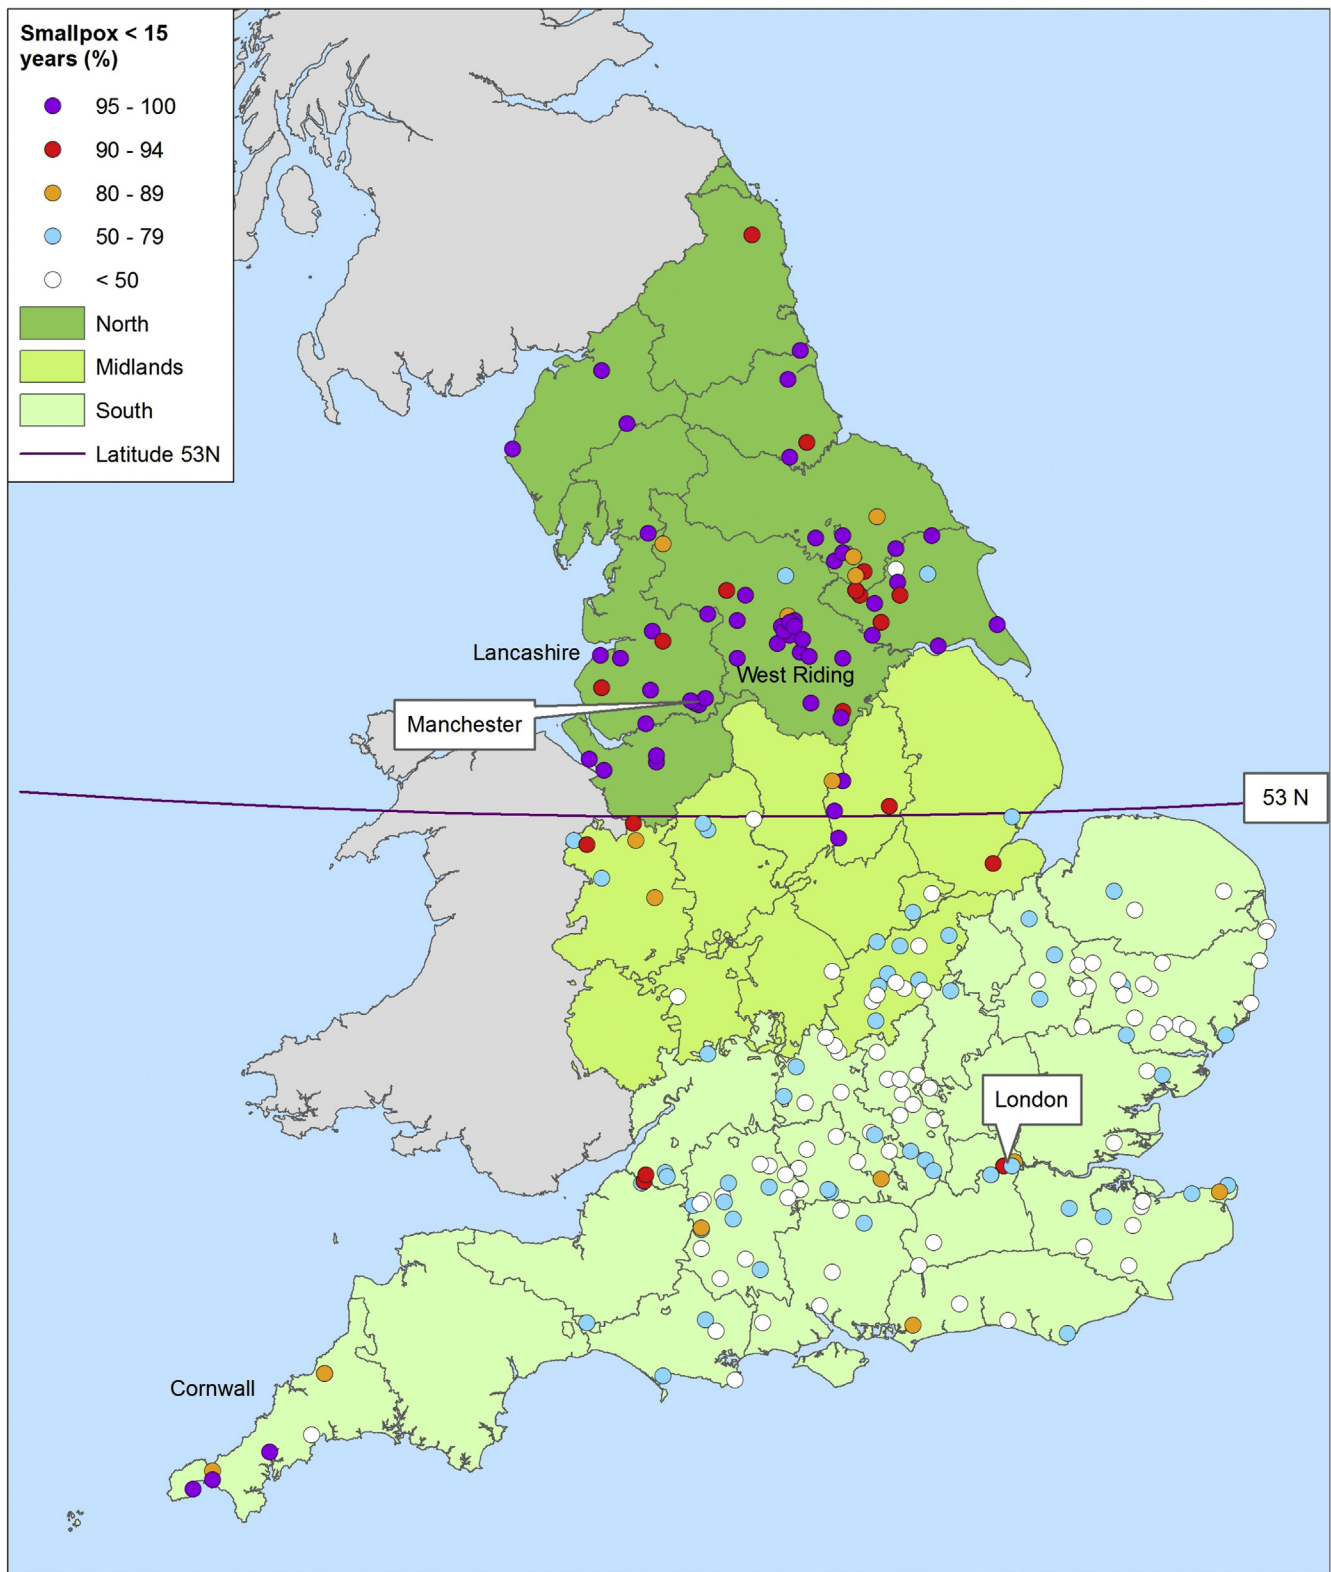 Smallpox < 15
years (%)
95 - 100
90 - 94
80 - 89
50 - 79
< 50
North
Midlands
South
Latitude 53N
Lancashire
West Riding
Manchester
53 N
London
Cornwall